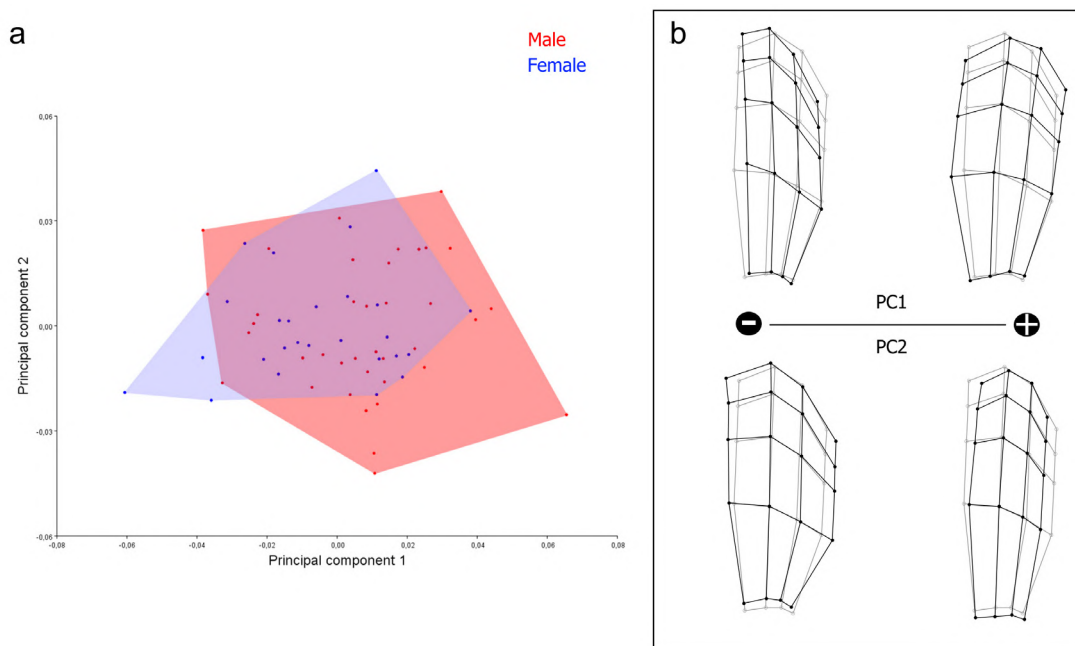 a
Male
Female
Principal component 2
0,06
0,03
0,00
-0,03
-0,06
-0,08
-0,06
-0,04
-0,02
0,00
0,02
0,04
0,06
0,08
Principal component 1
b
PC1
PC2